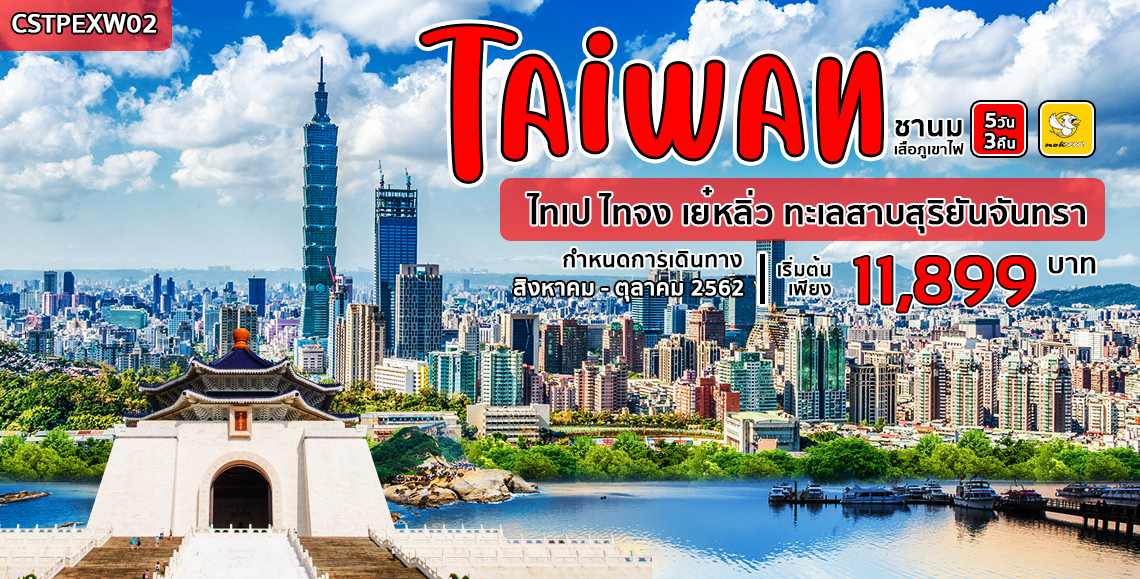 CSTPEXW02
TAIWAN
ชานม
เสือภูเขาไฟ
5วัน
3คืน
nokscoot
ไทเป ไทจง เย๋หลิ่ว ทะเลสาบสุริยันจันทรา
กำหนดการเดินทาง
สิงหาคม - ตุลาคม 2562
เริ่มต้น
เพียง
11,899 บาท